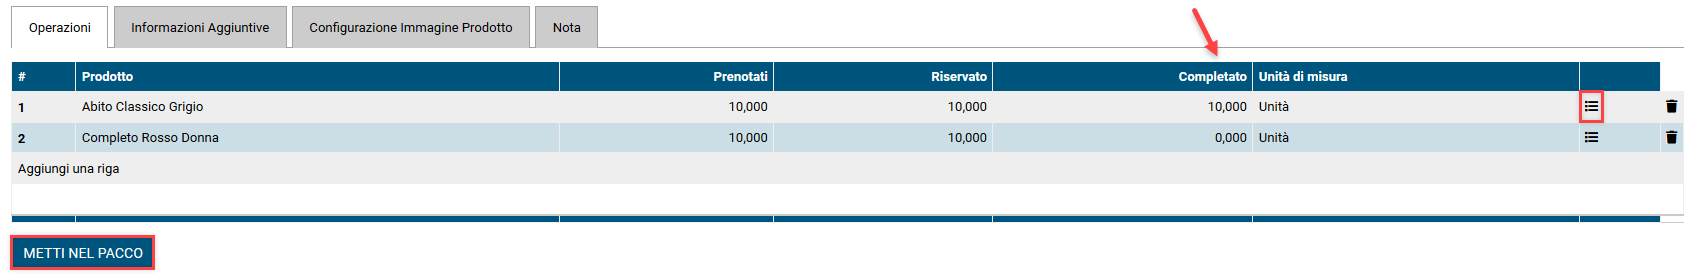 Operazioni Informazioni Aggiuntive Configurazione Immagine Prodotto Nota
# Prodotto Prenotati Riservato Completato Unità di misura
1 Abito Classico Grigio 10,000 10,000 10,000 Unità
2 Completo Rosso Donna 10,000 10,000 0,000 Unità
Aggiungi una riga
METTI NEL PACCO